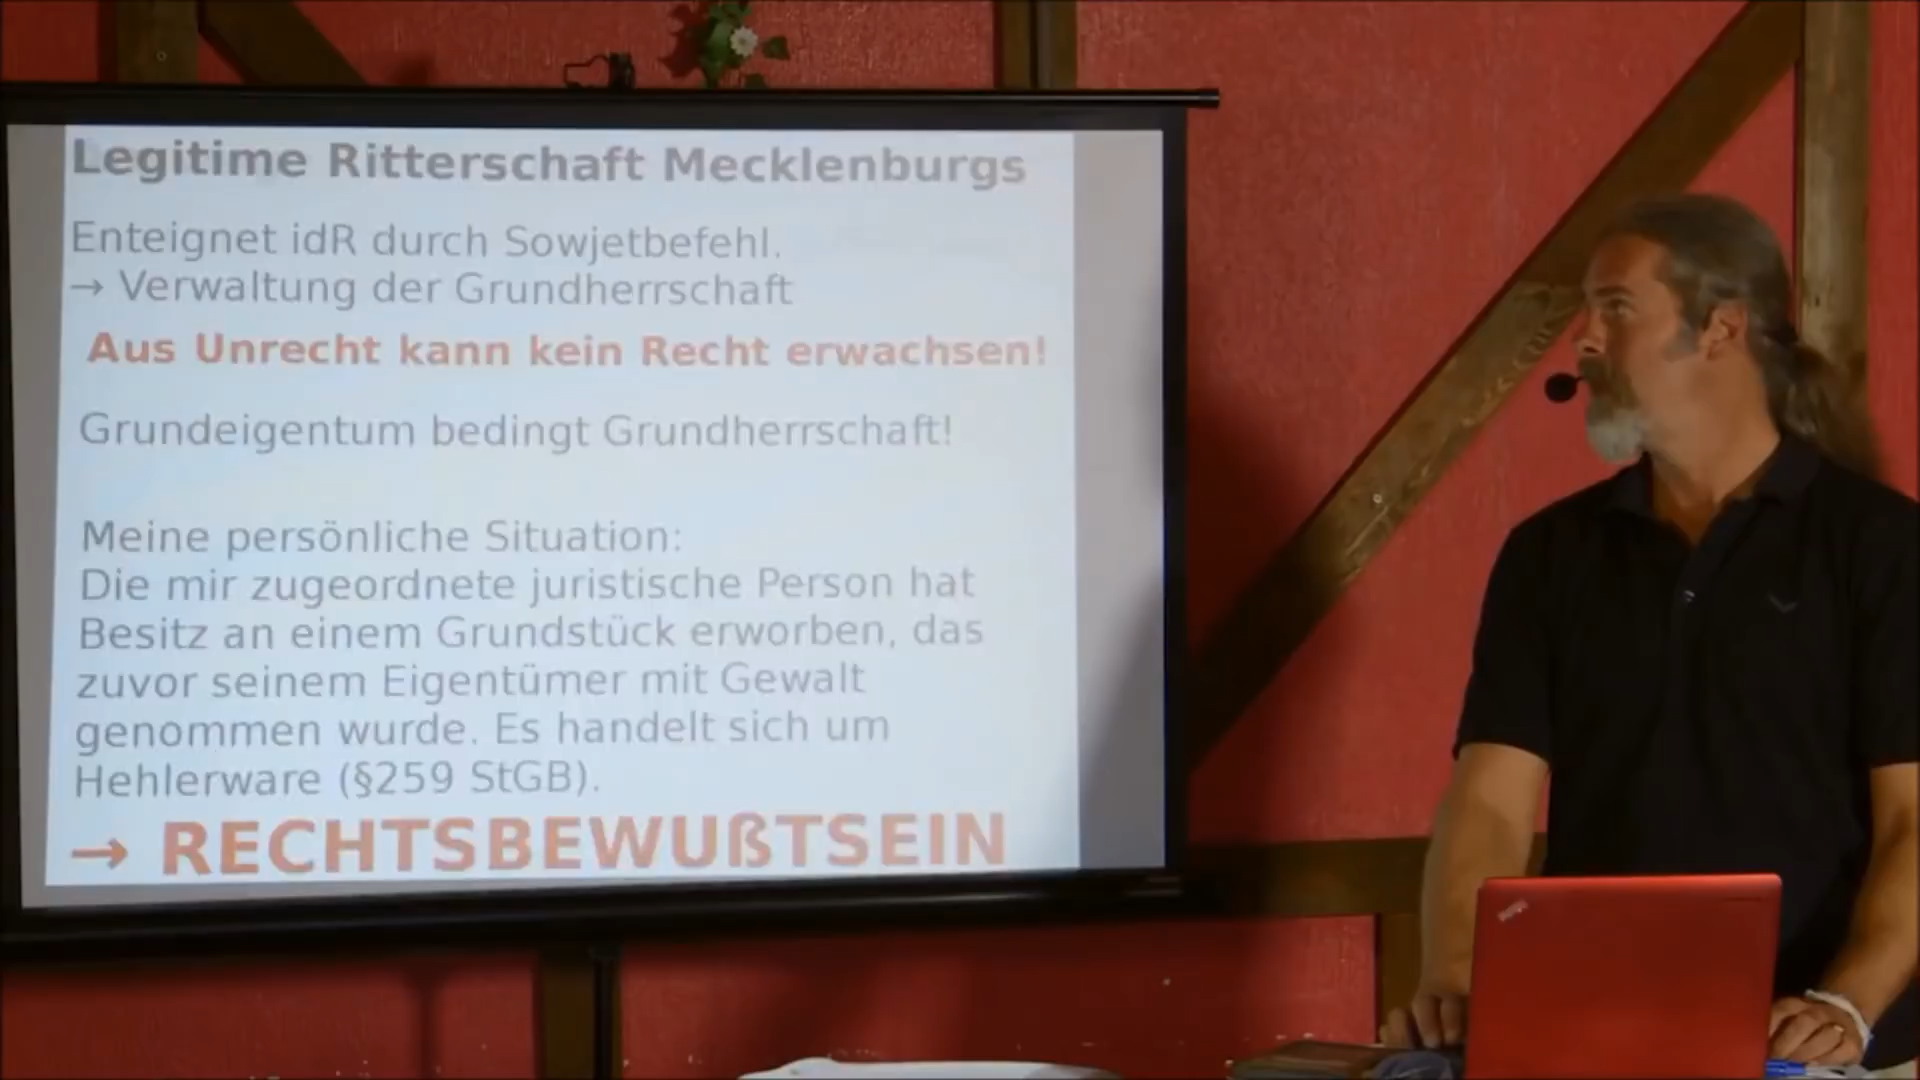 Legitime Ritterschaft Mecklenburgs
Enteignet idR durch Sowjetbefehl.
→ Verwaltung der Grundherrschaft
Aus Unrecht kann kein Recht erwachsen!
Grundeigentum bedingt Grundherrschaft!
Meine persönliche Situation:
Die mir zugeordnete juristische Person hat
Besitz an einem Grundstück erworben, das
zuvor seinem Eigentümer mit Gewalt
genommen wurde. Es handelt sich um
Hehlerware (§259 StGB).
→ RECHTSBEWUßTSEIN